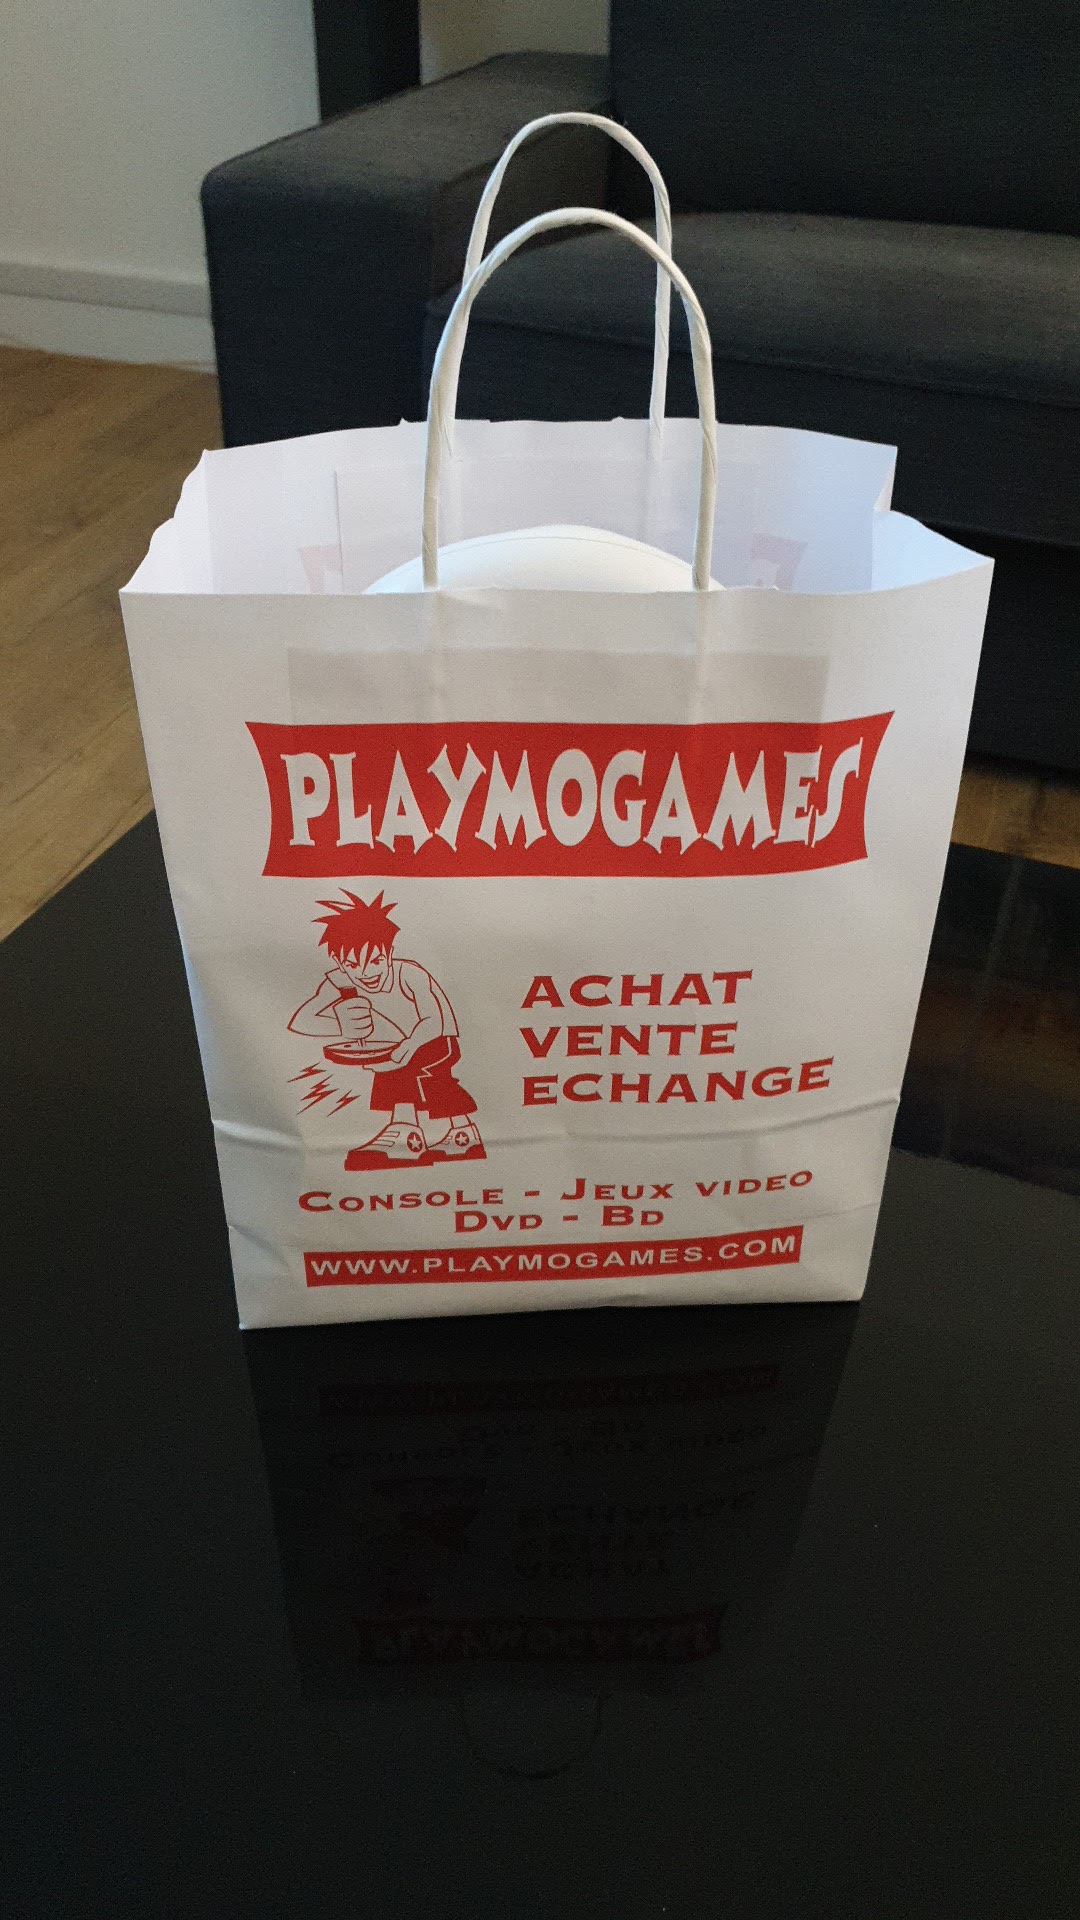 PLAYMOGAMES
ACHAT
VENTE
ECHANGE
CONSOLE - JEUX VIDEO
DVD - BD
WWW.PLAYMOGAMES.COM